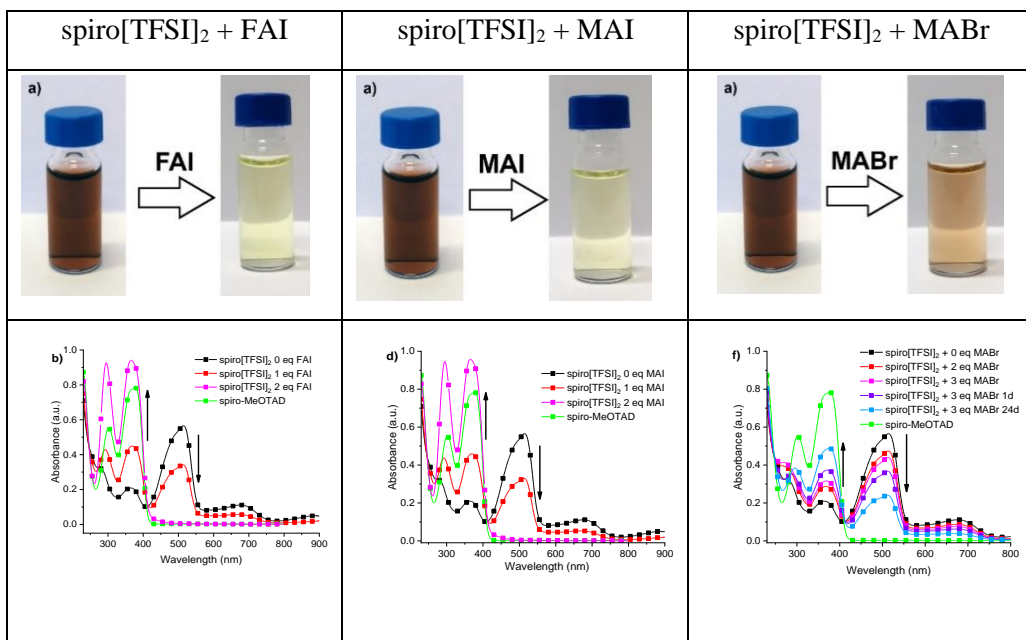 spiro[TFSI]₂ + FAI
spiro[TFSI]₂ + MAI
spiro[TFSI]₂ + MABr
a)
FAI
a)
MAI
a)
MABr
b)
spiro[TFSI]₂ 0 eq FAI
spiro[TFSI]₂ 1 eq FAI
spiro[TFSI]₂ 2 eq FAI
spiro-MeOTAD
Absorbance (a.u.)
1.0
0.8
0.6
0.4
0.2
0.0
300 400 500 600 700 800 900
Wavelength (nm)
d)
spiro[TFSI]₂ 0 eq MAI
spiro[TFSI]₂ 1 eq MAI
spiro[TFSI]₂ 2 eq MAI
spiro-MeOTAD
Absorbance (a.u.)
1.0
0.8
0.6
0.4
0.2
0.0
300 400 500 600 700 800 900
Wavelength (nm)
f)
spiro[TFSI]₂ + 0 eq MABr
spiro[TFSI]₂ + 2 eq MABr
spiro[TFSI]₂ + 3 eq MABr
spiro[TFSI]₂ + 3 eq MABr 1d
spiro[TFSI]₂ + 3 eq MABr 24d
spiro-MeOTAD
Absorbance (a.u.)
1.0
0.8
0.6
0.4
0.2
0.0
300 400 500 600 700 800
Wevelength (nm)